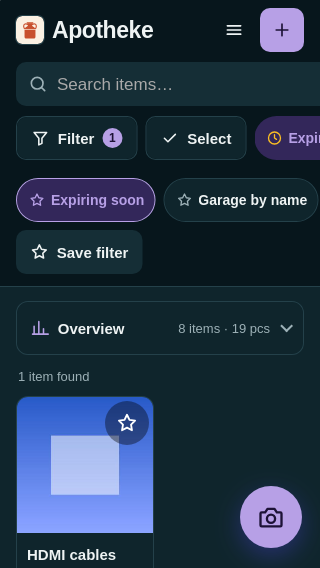 Apotheke
Search items…
Filter 1 Select Expir
Expiring soon Garage by name
Save filter
Overview 8 items · 19 pcs
1 item found
HDMI cables